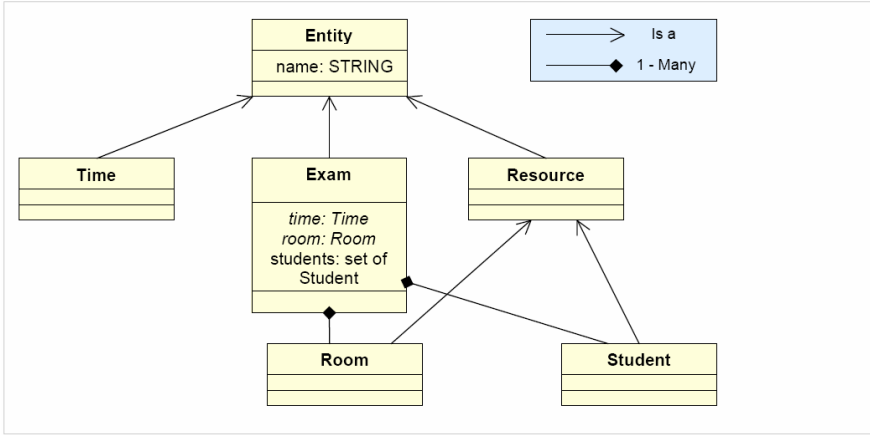 Entity
name: STRING
Is a
1 - Many
Time
Exam
time: Time
room: Room
students: set of
Student
Resource
Room
Student